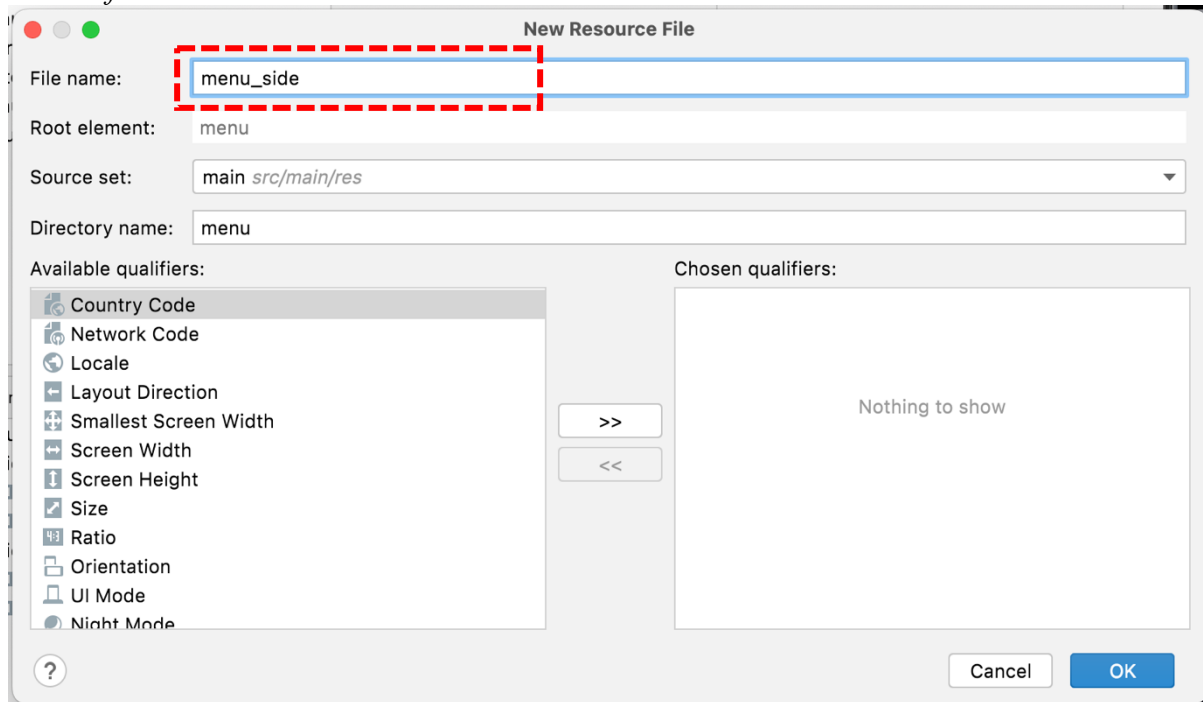 New Resource File
File name: menu_side
Root element: menu
Source set: main src/main/res
Directory name: menu
Available qualifiers: Chosen qualifiers:
Country Code
Network Code
Locale
Layout Direction
Smallest Screen Width
Screen Width
Screen Height
Size
4:3 Ratio
Orientation
UI Mode
Night Mode
Nothing to show
>>
<<
? Cancel OK